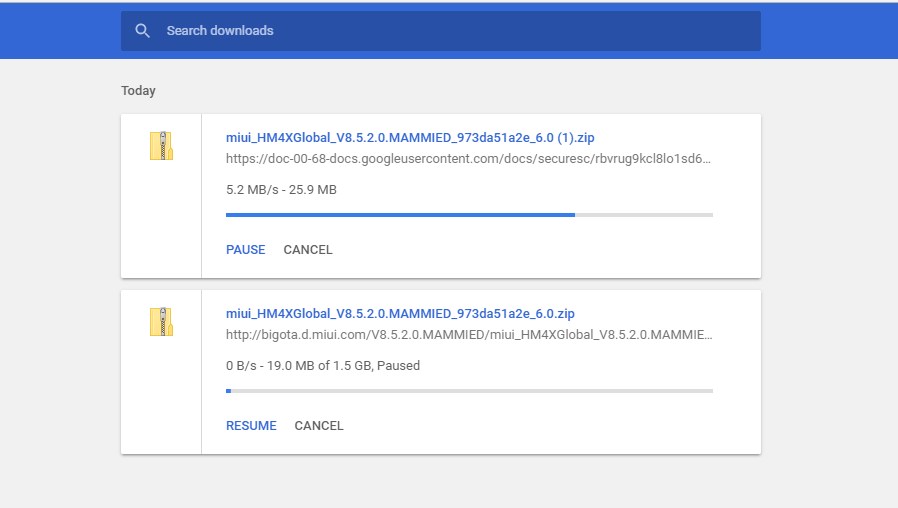 Search downloads
Today
miui_HM4XGlobal_V8.5.2.0.MAMMIED_973da51a2e_6.0 (1).zip
https://doc-00-68-docs.googleusercontent.com/docs/securesc/rbvrug9kcl8lo1sd6…
5.2 MB/s - 25.9 MB
PAUSE CANCEL
miui_HM4XGlobal_V8.5.2.0.MAMMIED_973da51a2e_6.0.zip
http://bigota.d.miui.com/V8.5.2.0.MAMMIED/miui_HM4XGlobal_V8.5.2.0.MAMMIE…
0 B/s - 19.0 MB of 1.5 GB, Paused
RESUME CANCEL